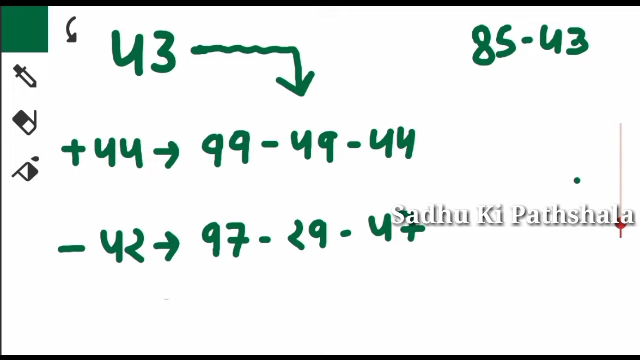 43 85-43
+44 → 99 - 49 - 44
Sadhu Ki Pathshala
- 42 → 97 - 29 - 47